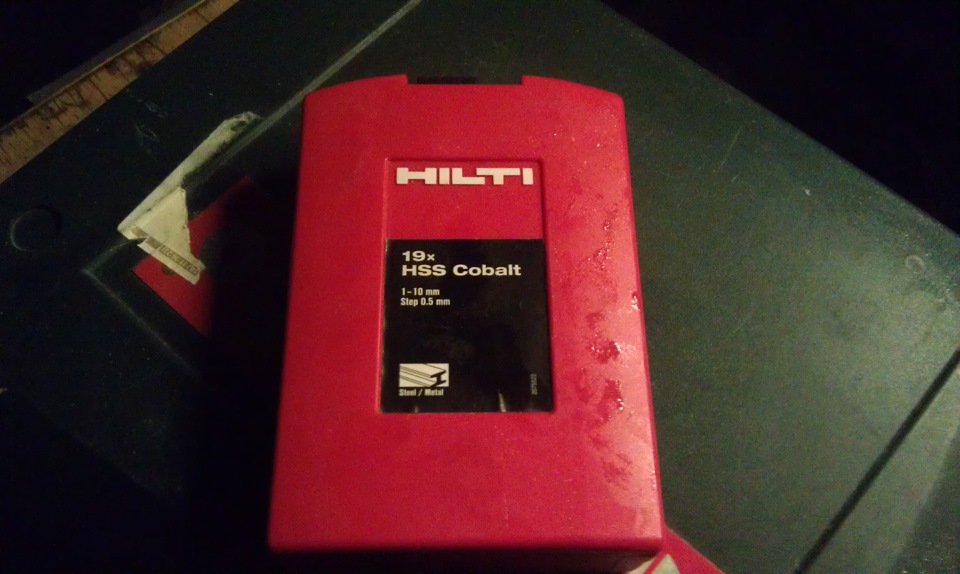 HILTI
19x
HSS Cobalt
1-10 mm
Step 0.5 mm
Steel / Metal